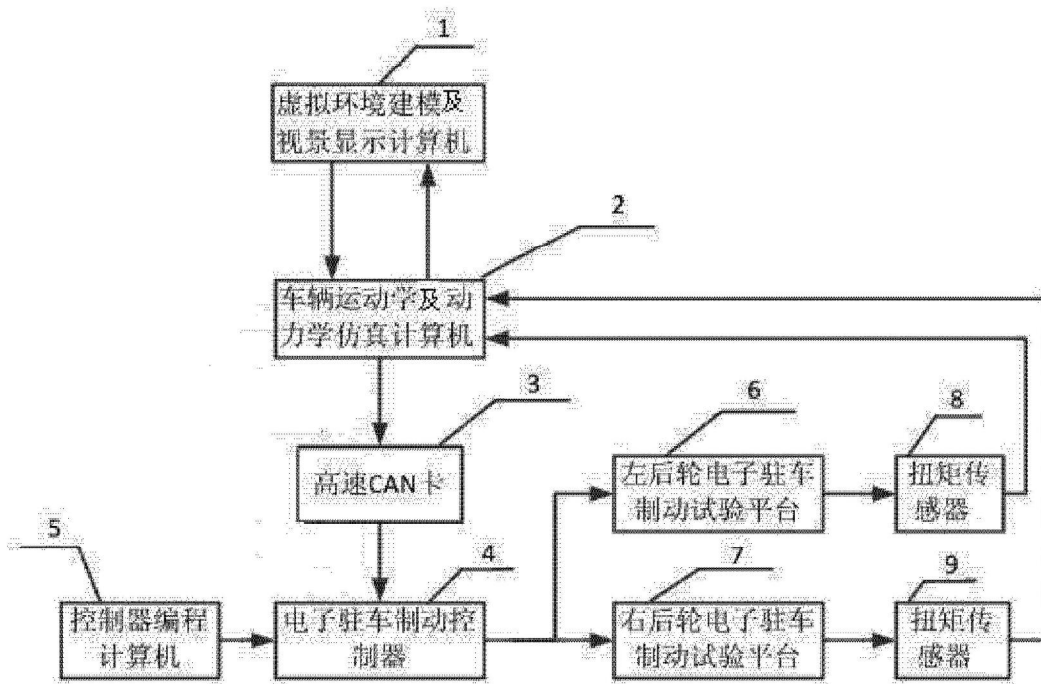 1
虚拟环境建模及
视景显示计算机
2
车辆运动学及动
力学仿真计算机
3
高速CAN卡
6
左后轮电子驻车
制动试验平台
8
扭矩传
感器
5
控制器编程
计算机
4
电子驻车制动控
制器
7
右后轮电子驻车
制动试验平台
9
扭矩传
感器